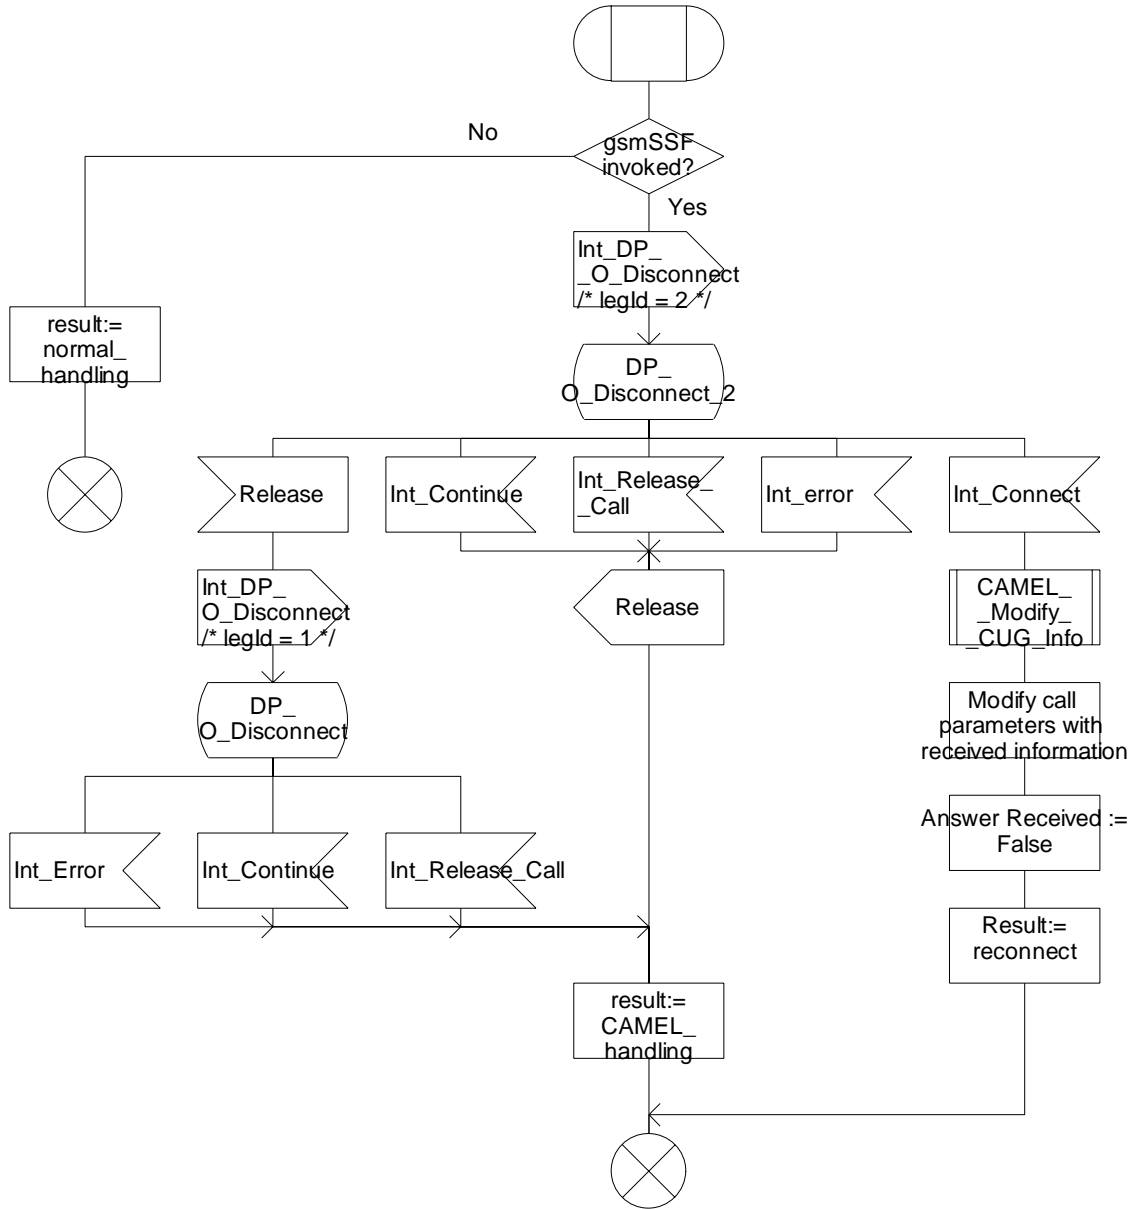 gsmSSF
invoked?
No
Yes
Int_DP_
_O_Disconnect
/* legId = 2 */
result:=
normal_
handling
DP_
O_Disconnect_2
Release
Int_Continue
Int_Release_
_Call
Int_error
Int_Connect
Int_DP_
O_Disconnect
/* legId = 1 */
Release
CAMEL_
_Modify_
_CUG_Info
DP_
O_Disconnect
Modify call
parameters with
received information
Int_Error
Int_Continue
Int_Release_Call
Answer Received :=
False
Result:=
reconnect
result:=
CAMEL_
handling